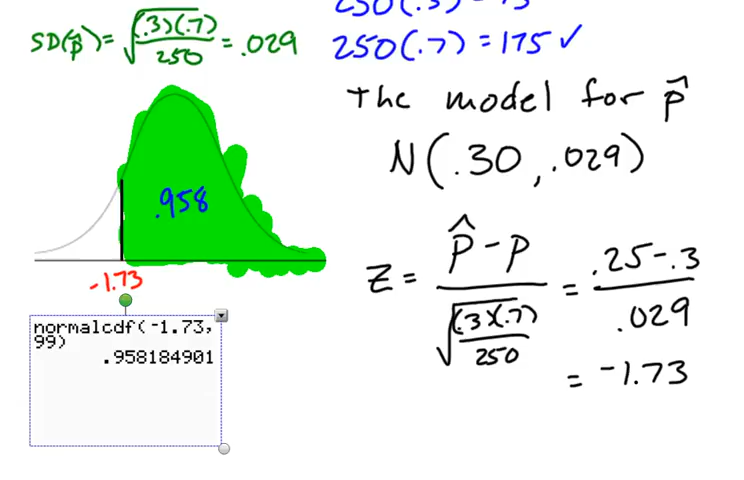 SD(p̂) = √(.3)(.7)/250 = .029
250(.7) = 175 ✓
The model for p̂
N(.30, .029)
.958
-1.73
Z = p̂ - p / √(.3)(.7)/250 = .25 - .3 / .029
= -1.73
normalcdf(-1.73,
99)
.958184901